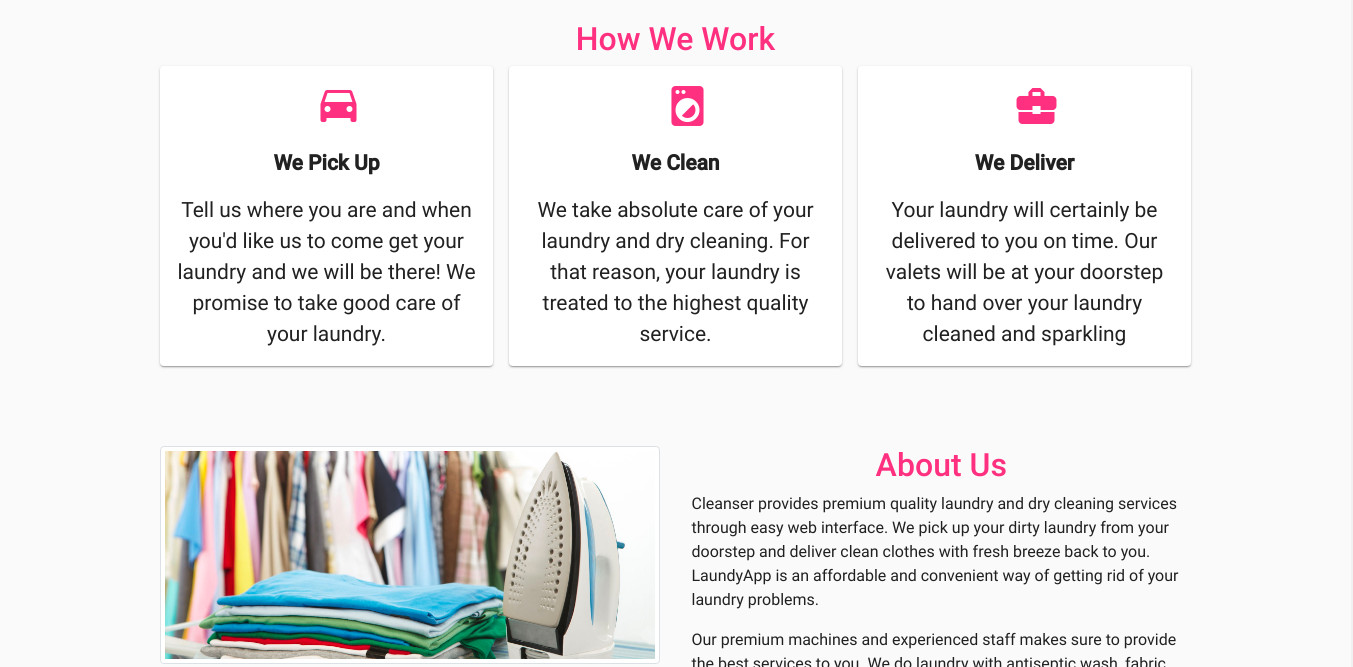 How We Work
We Pick Up
Tell us where you are and when
you'd like us to come get your
laundry and we will be there! We
promise to take good care of
your laundry.
We Clean
We take absolute care of your
laundry and dry cleaning. For
that reason, your laundry is
treated to the highest quality
service.
We Deliver
Your laundry will certainly be
delivered to you on time. Our
valets will be at your doorstep
to hand over your laundry
cleaned and sparkling
About Us
Cleanser provides premium quality laundry and dry cleaning services
through easy web interface. We pick up your dirty laundry from your
doorstep and deliver clean clothes with fresh breeze back to you.
LaundyApp is an affordable and convenient way of getting rid of your
laundry problems.
Our premium machines and experienced staff makes sure to provide
the best services to you. We do laundry with antiseptic wash, fabric